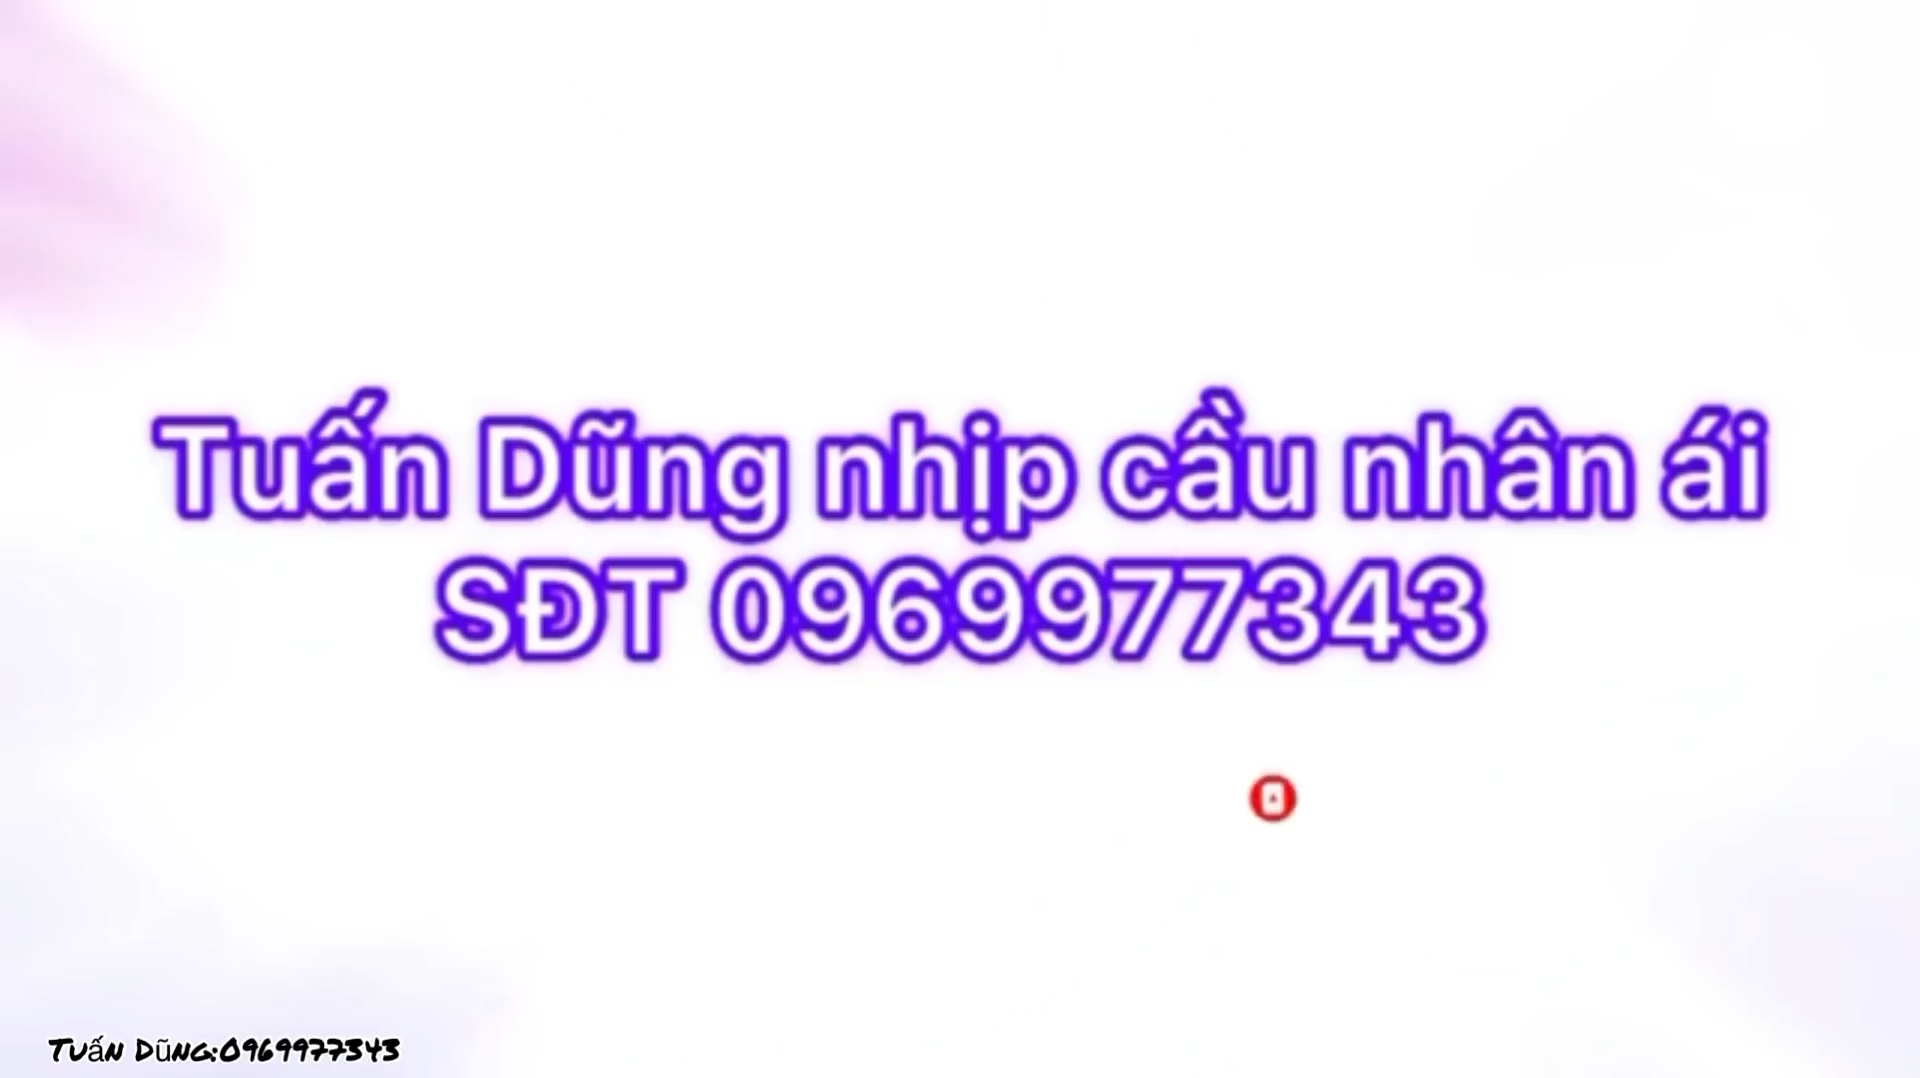 Tuấn Dũng nhịp cầu nhân ái
SĐT 0969977343
Tuấn Dũng:0969977343